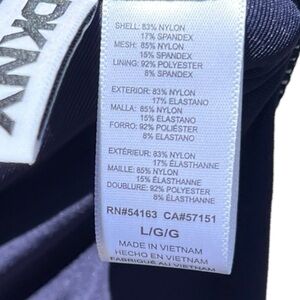 DKNY
SHELL: 83% NYLON
17% SPANDEX
MESH: 85% NYLON
15% SPANDEX
LINING: 92% POLYESTER
8% SPANDEX
EXTERIOR: 83% NYLON
17% ELASTANO
MALLA: 85% NYLON
15% ELASTANO
FORRO: 92% POLIÉSTER
8% ELASTANO
EXTÉRIEUR: 83% NYLON
17% ÉLASTHANNE
MAILLE: 85% NYLON
15% ÉLASTHANNE
DOUBLURE: 92% POLYESTER
8% ÉLASTHANNE
RN#54163 CA#57151
L/G/G
MADE IN VIETNAM
HECHO EN VIETNAM
FABRIQUÉ AU VIETNAM